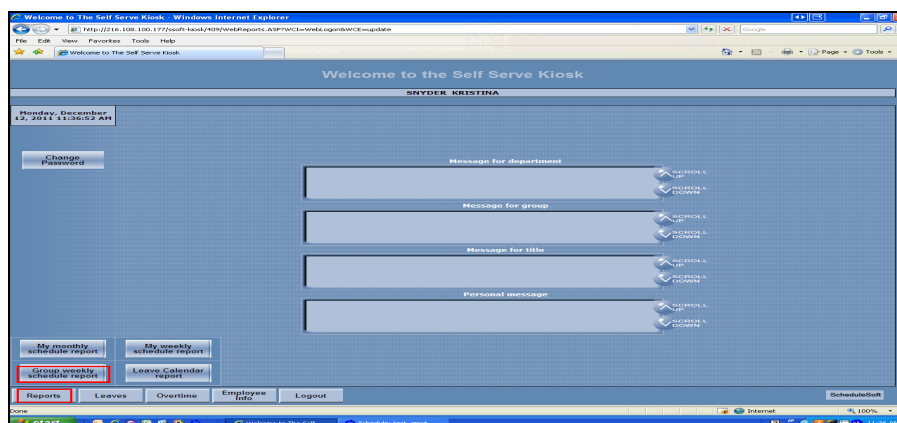 Welcome to The Self Serve Kiosk - Windows Internet Explorer
http://216.108.100.177/ssoft-kiosk/409/WebReports.ASP?WCI=WebLogon&WCE=update
Google
File Edit View Favorites Tools Help
Welcome to The Self Serve Kiosk
Page Tools
Welcome to the Self Serve Kiosk
SNYDER KRISTINA
Monday, December
12, 2011 11:36:52 AM
Change
Password
Message for department
SCROLL
UP
SCROLL
DOWN
Message for group
SCROLL
UP
SCROLL
DOWN
Message for title
SCROLL
UP
SCROLL
DOWN
Personal message
SCROLL
UP
SCROLL
DOWN
My monthly
schedule report
My weekly
schedule report
Group weekly
schedule report
Leave Calendar
report
Reports
Leaves
Overtime
Employee
Info
Logout
ScheduleSoft
Done
Internet
100%